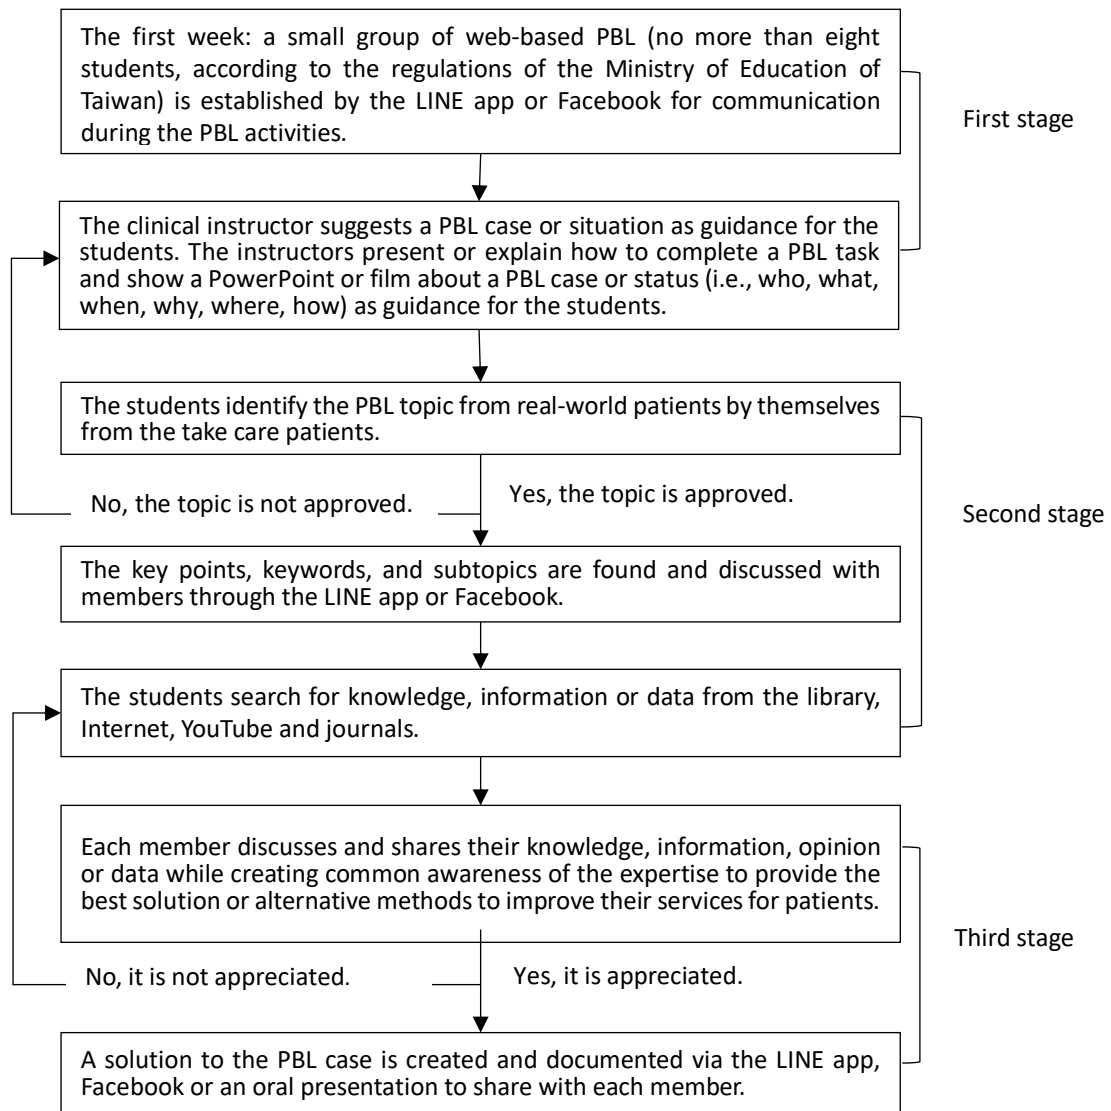 The first week: a small group of web-based PBL (no more than eight
students, according to the regulations of the Ministry of Education of
Taiwan) is established by the LINE app or Facebook for communication
during the PBL activities.
First stage
The clinical instructor suggests a PBL case or situation as guidance for the
students. The instructors present or explain how to complete a PBL task
and show a PowerPoint or film about a PBL case or status (i.e., who, what,
when, why, where, how) as guidance for the students.
The students identify the PBL topic from real-world patients by themselves
from the take care patients.
No, the topic is not approved.
Yes, the topic is approved.
Second stage
The key points, keywords, and subtopics are found and discussed with
members through the LINE app or Facebook.
The students search for knowledge, information or data from the library,
Internet, YouTube and journals.
Each member discusses and shares their knowledge, information, opinion
or data while creating common awareness of the expertise to provide the
best solution or alternative methods to improve their services for patients.
Third stage
No, it is not appreciated.
Yes, it is appreciated.
A solution to the PBL case is created and documented via the LINE app,
Facebook or an oral presentation to share with each member.